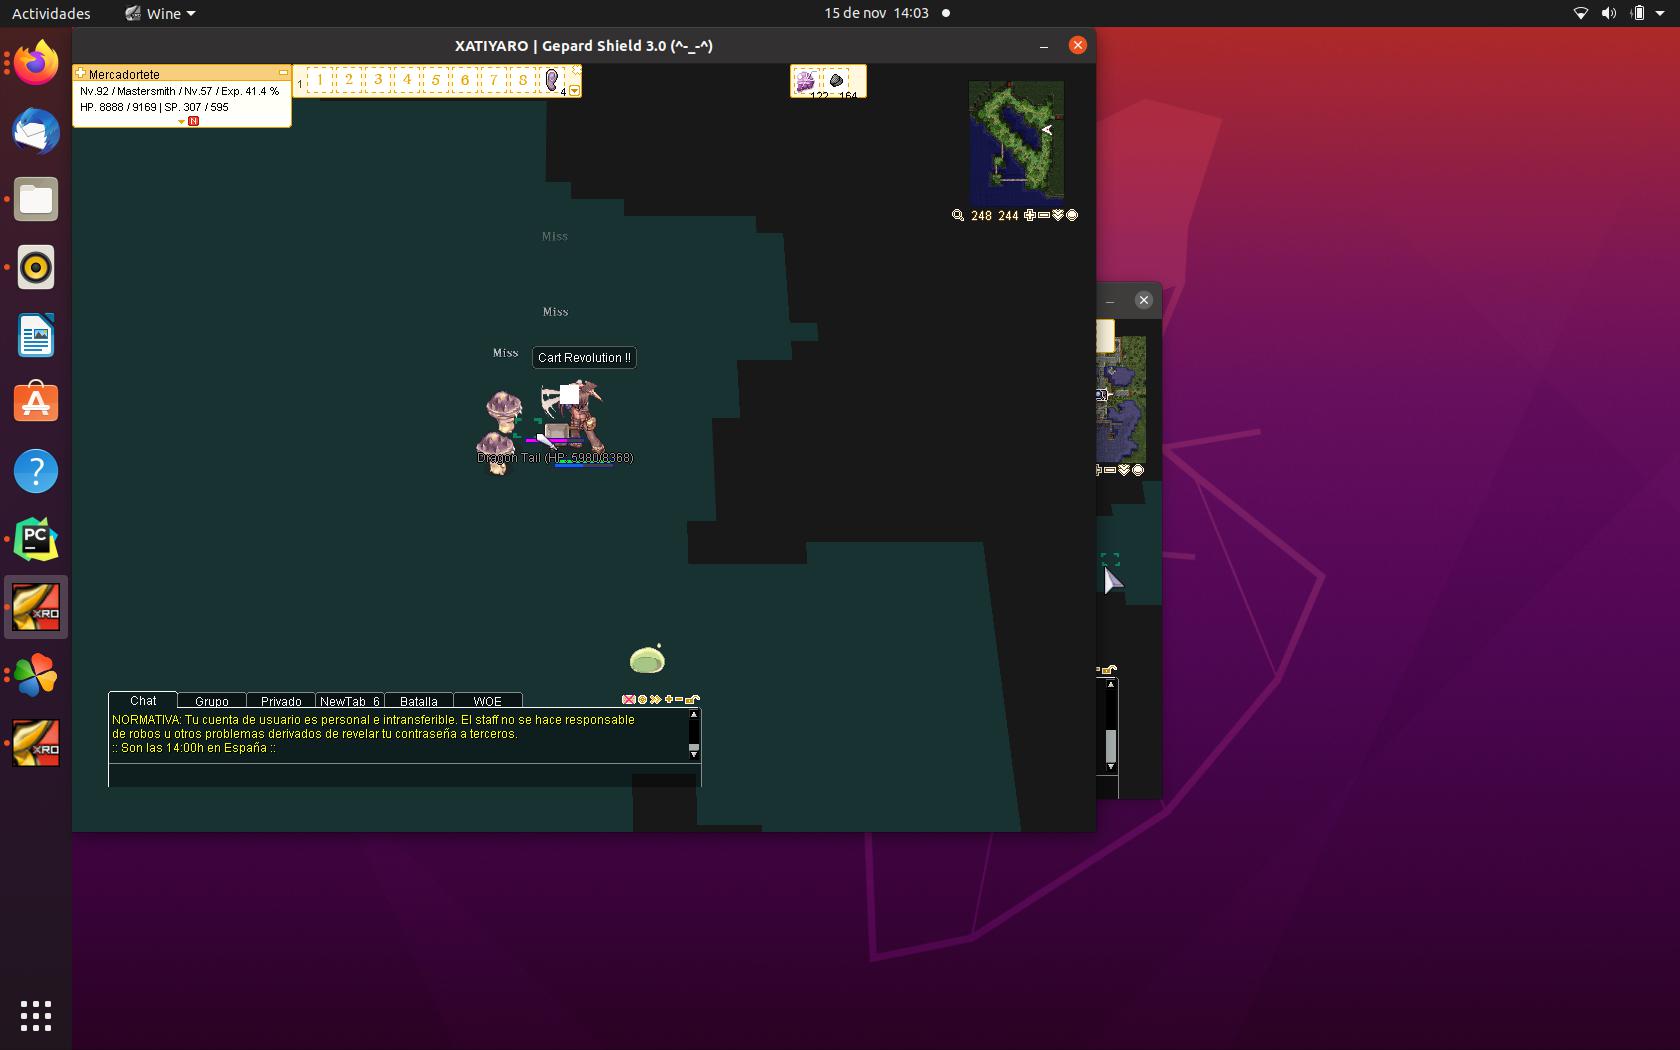 Actividades
Wine
15 de nov 14:03
XATIYARO | Gepard Shield 3.0 (^-_-^)
Mercadortete
Nv.92 / Mastersmith / Nv.57 / Exp. 41.4 %
HP. 8888 / 9169 | SP. 307 / 595
N
1 1 2 3 4 5 6 7 8 4
122 164
248 244
Miss
Miss
Miss
Cart Revolution !!
Dragon Tail (HP: 5980/8368)
PC
XRO
XRO
Chat Grupo Privado NewTab_6 Batalla WOE
NORMATIVA: Tu cuenta de usuario es personal e intransferible. El staff no se hace responsable
de robos u otros problemas derivados de revelar tu contraseña a terceros.
:: Son las 14:00h en España ::